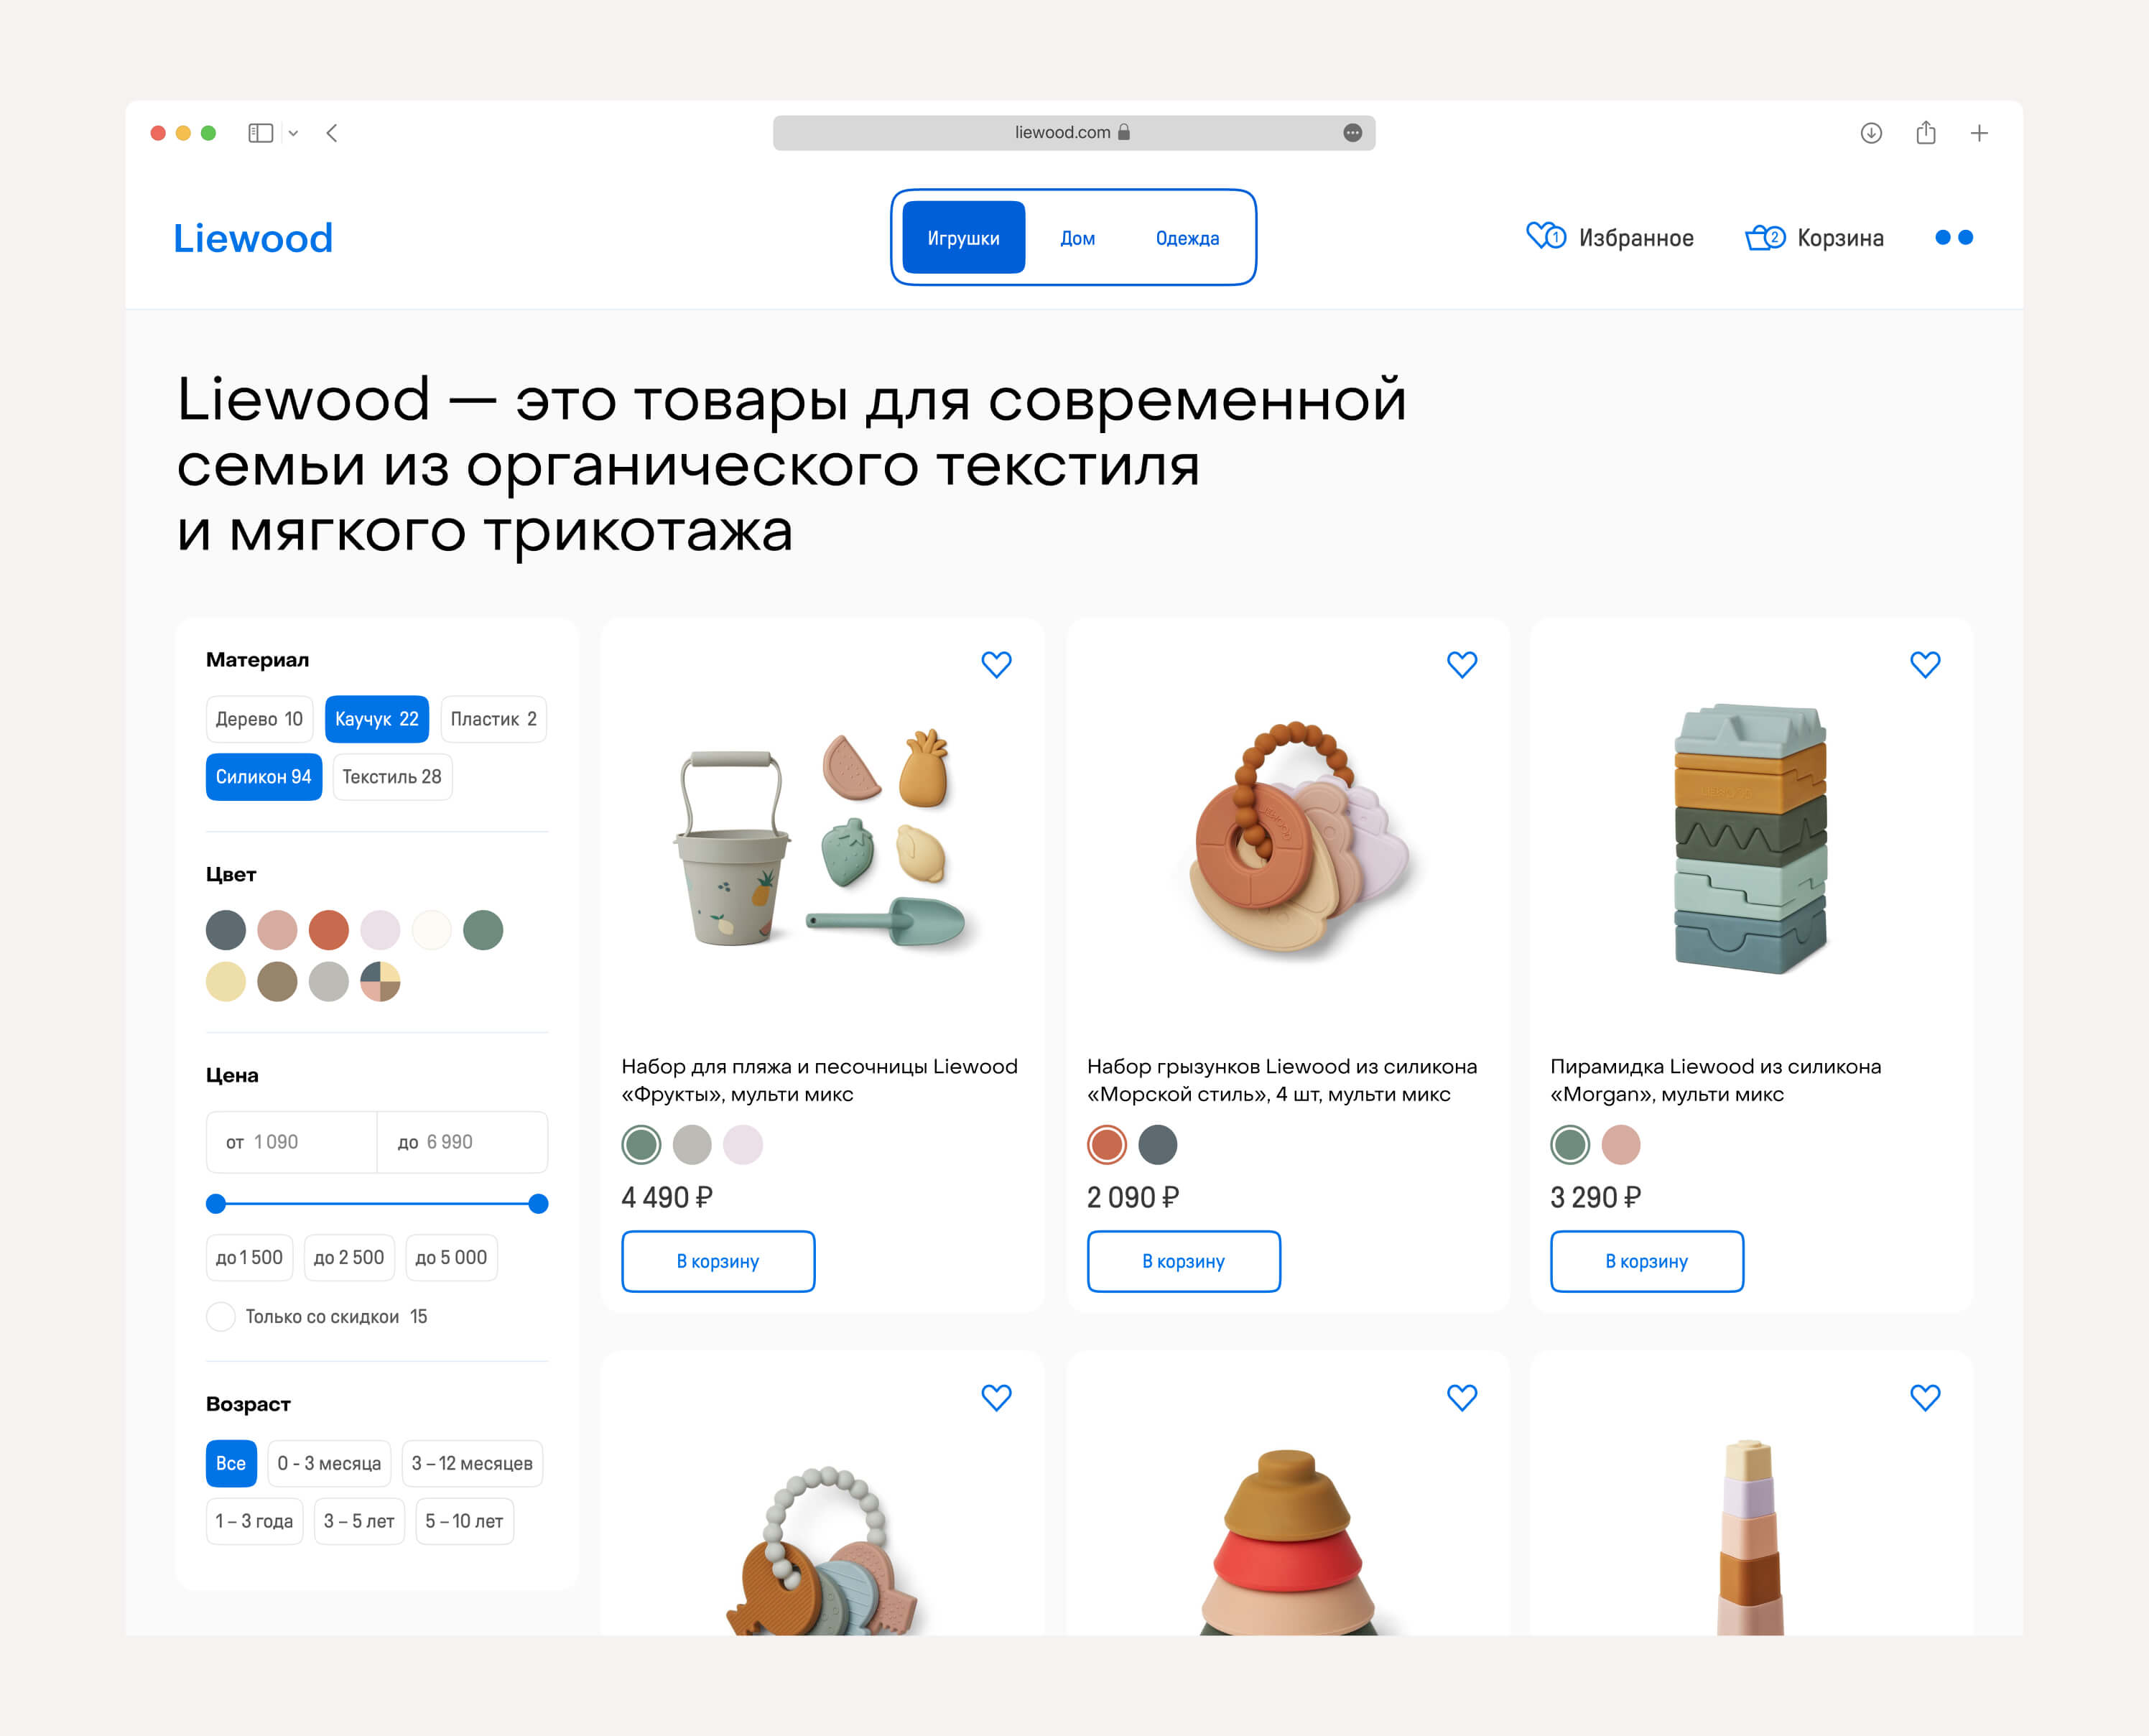 liewood.com
Liewood
Игрушки
Дом
Одежда
1
Избранное
2
Корзина
Liewood — это товары для современной
семьи из органического текстиля
и мягкого трикотажа
Материал
Дерево 10
Каучук 22
Пластик 2
Силикон 94
Текстиль 28
Цвет
Цена
от 1 090
до 6 990
до 1 500
до 2 500
до 5 000
Только со скидкои 15
Возраст
Все
0 - 3 месяца
3 – 12 месяцев
1 – 3 года
3 – 5 лет
5 – 10 лет
Набор для пляжа и песочницы Liewood
«Фрукты», мульти микс
4 490 ₽
В корзину
Набор грызунков Liewood из силикона
«Морской стиль», 4 шт, мульти микс
2 090 ₽
В корзину
Пирамидка Liewood из силикона
«Morgan», мульти микс
3 290 ₽
В корзину